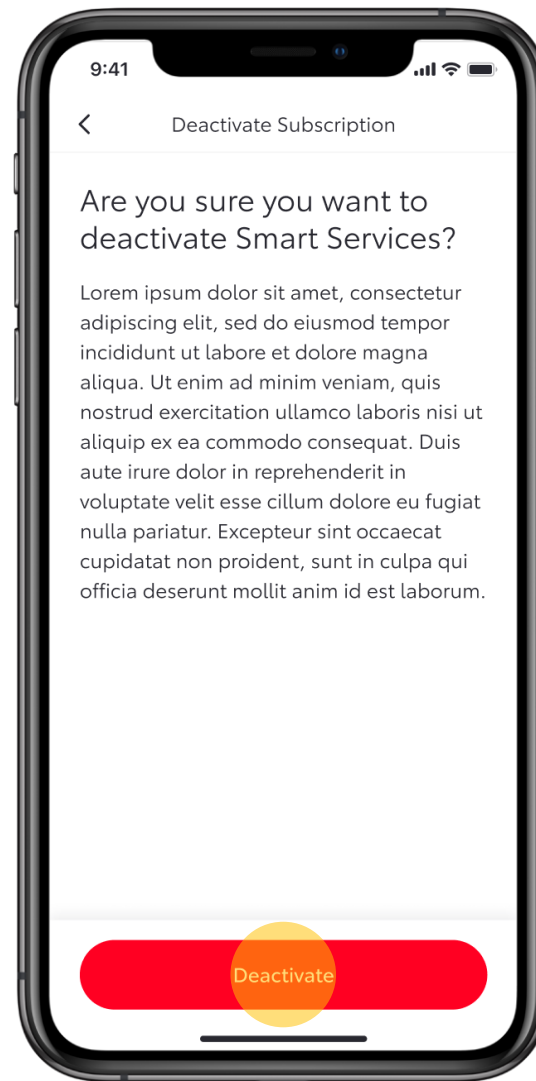 9:41
Deactivate Subscription
Are you sure you want to
deactivate Smart Services?
Lorem ipsum dolor sit amet, consectetur
adipiscing elit, sed do eiusmod tempor
incididunt ut labore et dolore magna
aliqua. Ut enim ad minim veniam, quis
nostrud exercitation ullamco laboris nisi ut
aliquip ex ea commodo consequat. Duis
aute irure dolor in reprehenderit in
voluptate velit esse cillum dolore eu fugiat
nulla pariatur. Excepteur sint occaecat
cupidatat non proident, sunt in culpa qui
officia deserunt mollit anim id est laborum.
Deactivate